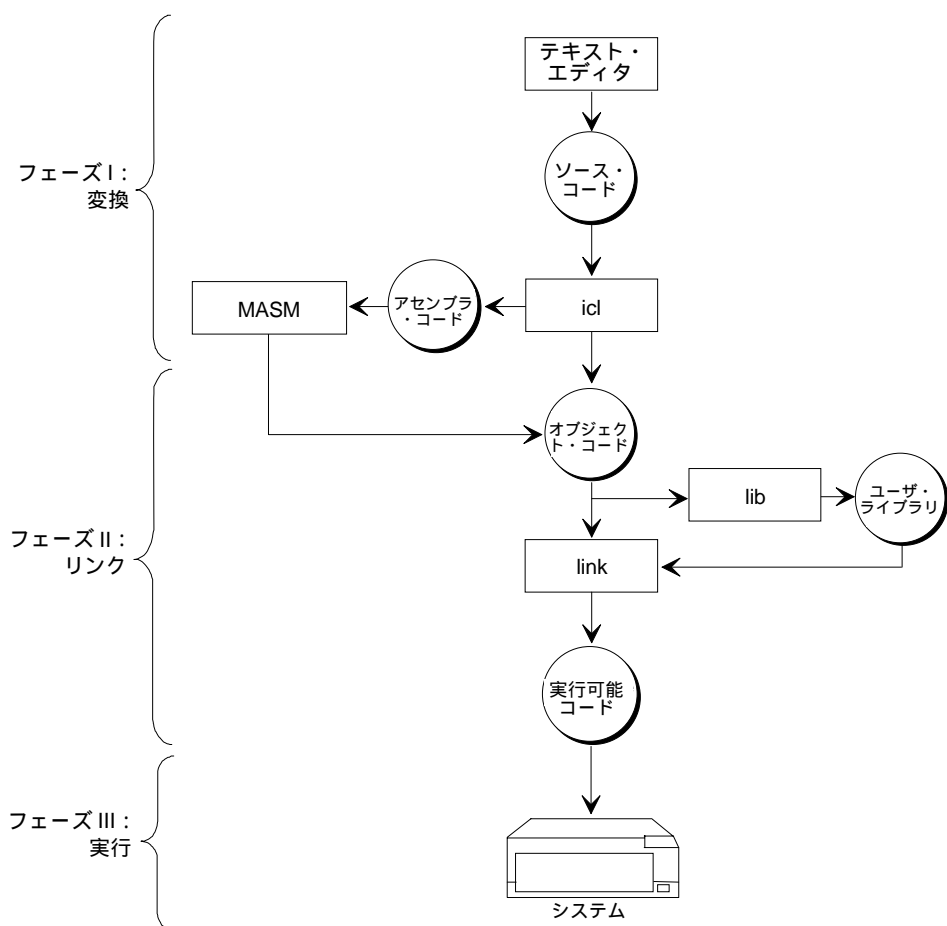 テキスト・
エディタ
ソース・
コード
フェーズ I :
変換
MASM
アセンブラ
・コード
icl
オブジェク
ト・コード
lib
ユーザ・
ライブラリ
フェーズ II :
リンク
link
実行可能
コード
フェーズ III :
実行
システム